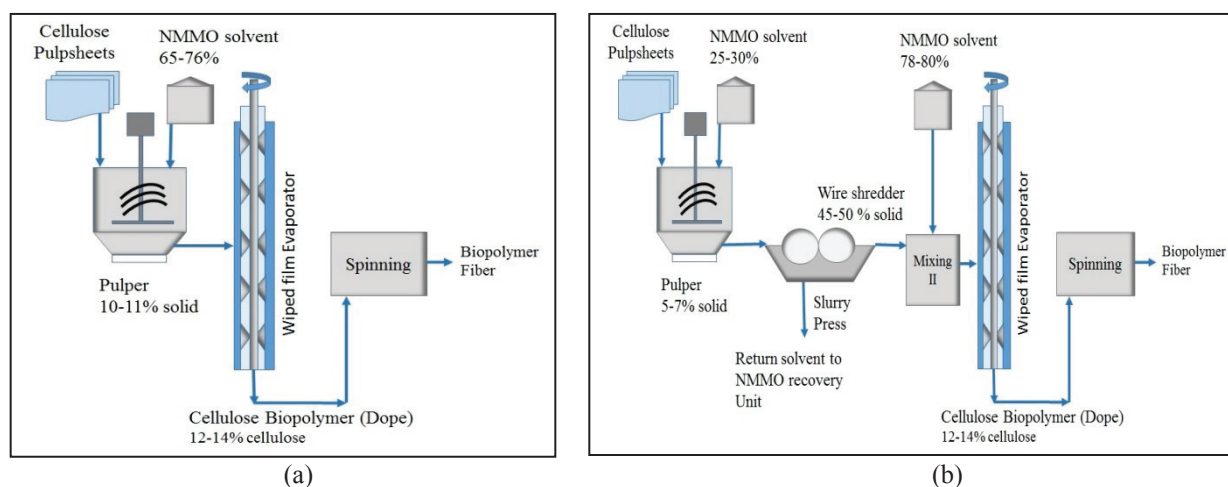 Cellulose
Pulpsheets
NMMO solvent
65-76%
Pulper
10-11% solid
Wiped film Evaporator
Spinning
Biopolymer
Fiber
Cellulose Biopolymer (Dope)
12-14% cellulose
(a)
Cellulose
Pulpsheets
NMMO solvent
25-30%
NMMO solvent
78-80%
Wire shredder
45-50 % solid
Pulper
5-7% solid
Slurry
Press
Mixing
II
Return solvent to
NMMO recovery
Unit
Wiped film Evaporator
Spinning
Biopolymer
Fiber
Cellulose Biopolymer (Dope)
12-14% cellulose
(b)